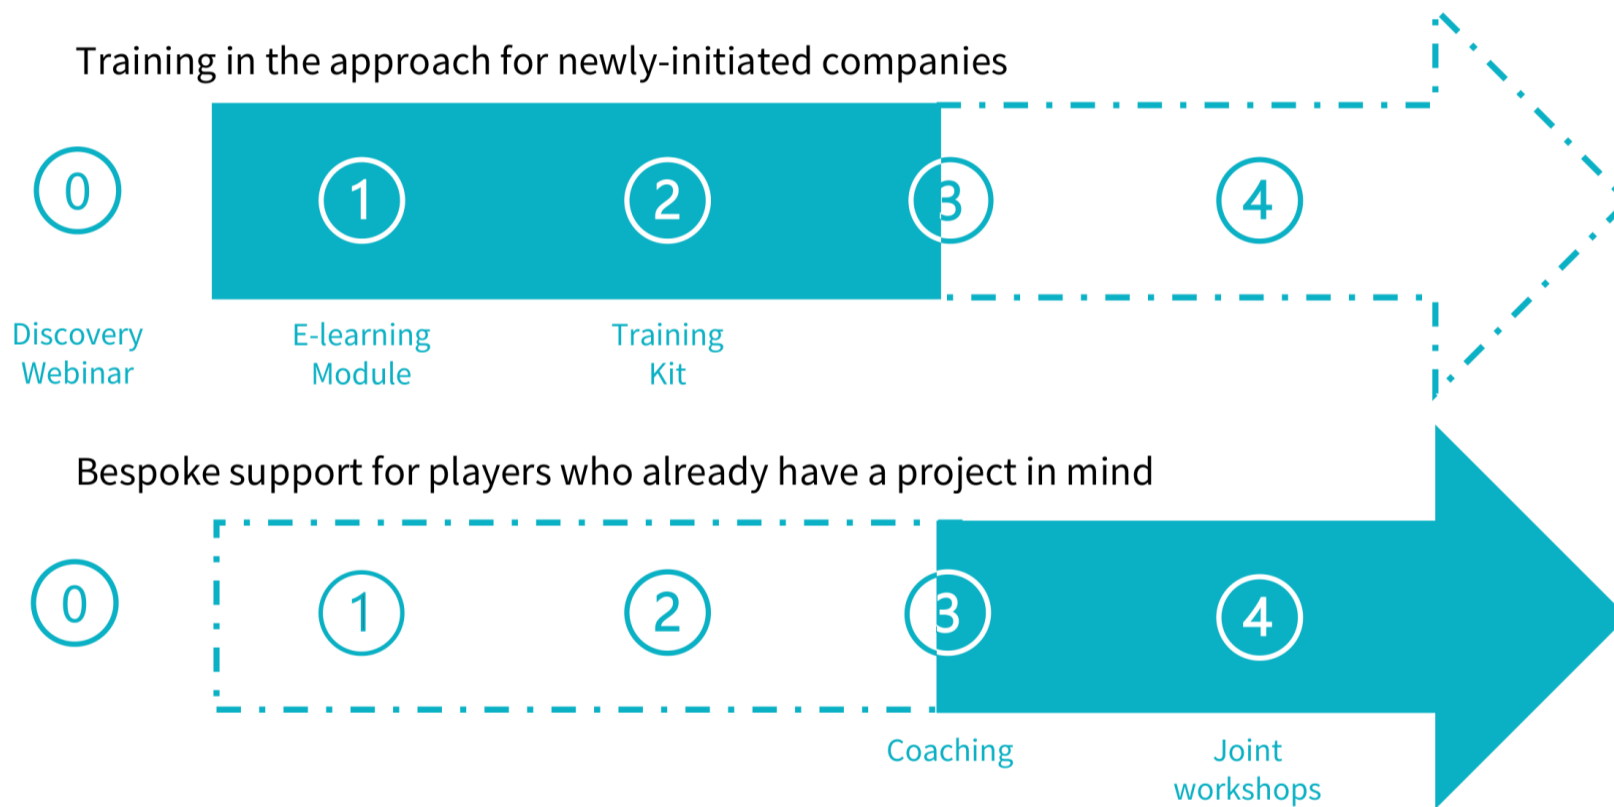 Training in the approach for newly-initiated companies
0 1 2 3 4
Discovery E-learning Training
Webinar Module Kit
Bespoke support for players who already have a project in mind
0 1 2 3 4
Coaching Joint
workshops